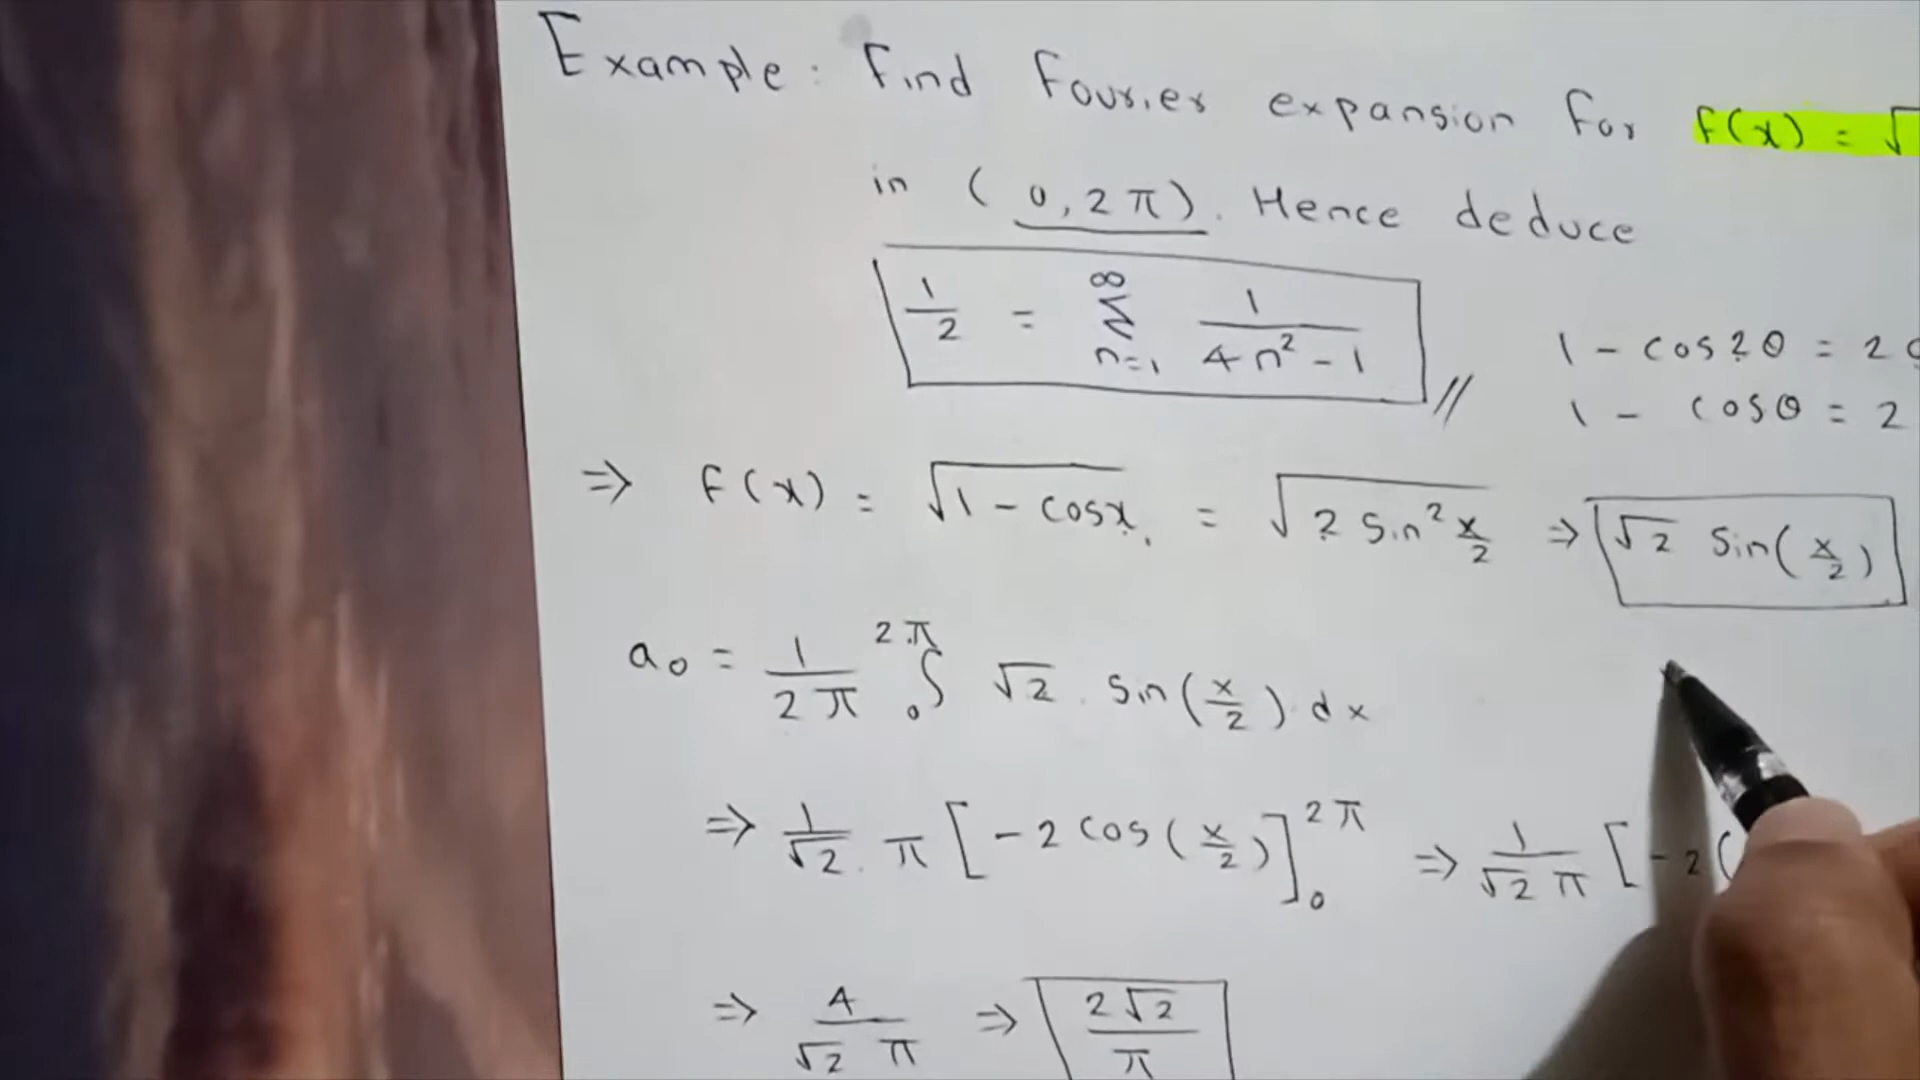 Example: Find Fourier expansion for f(x) = √
in (0, 2π). Hence deduce
1/2 = ∞ Σ n=1 1/(4n² - 1) //
1 - cos2θ = 2
1 - cosθ = 2
⇒ f(x) = √(1 - cosx) = √(2 sin² x/2) ⇒ √2 sin(x/2)
a₀ = 1/2π ₀∫^2π √2 . sin(x/2) . dx
⇒ 1/√2 . π [-2 cos(x/2)]₀^2π ⇒ 1/√2 π [-2(
⇒ 4/√2 π ⇒ 2√2/π